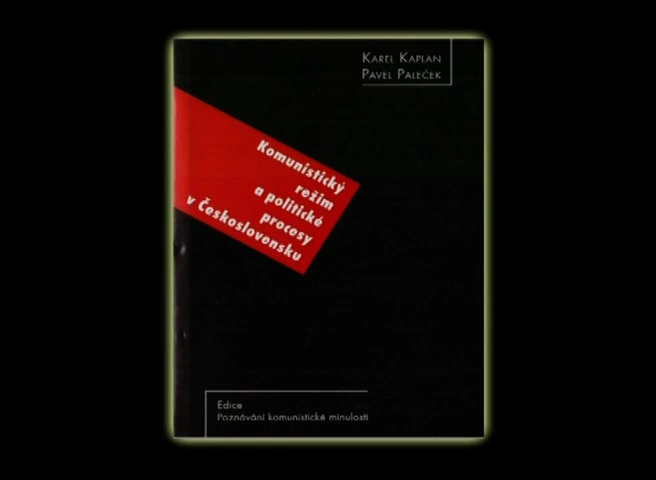 KAREL KAPLAN
PAVEL PALEČEK
Komunistický
režim
a politické
procesy
v Československu
Edice
Poznávání komunistické minulosti